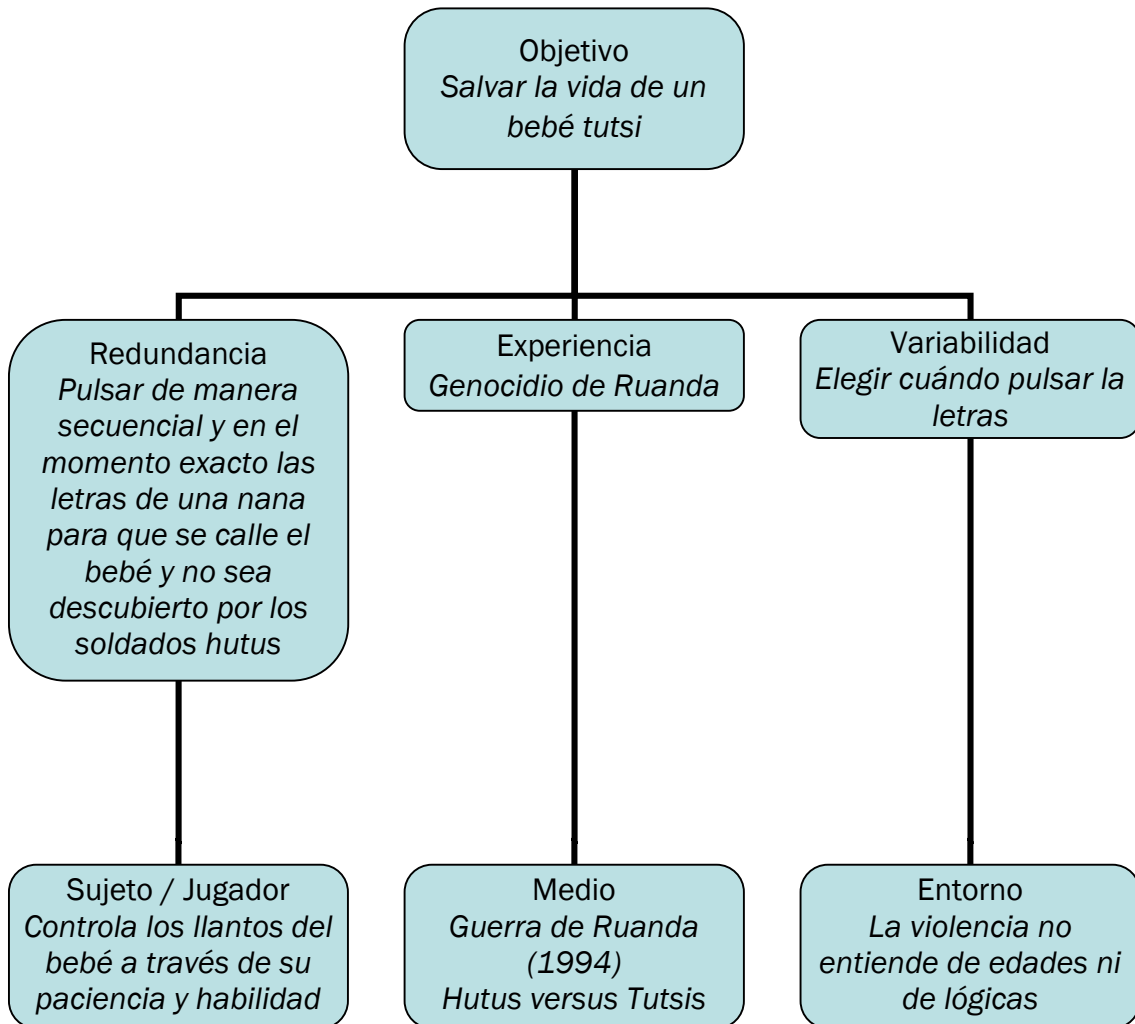 Objetivo
Salvar la vida de un
bebé tutsi
Redundancia
Pulsar de manera
secuencial y en el
momento exacto las
letras de una nana
para que se calle el
bebé y no sea
descubierto por los
soldados hutus
Experiencia
Genocidio de Ruanda
Variabilidad
Elegir cuándo pulsar la
letras
Sujeto / Jugador
Controla los llantos del
bebé a través de su
paciencia y habilidad
Medio
Guerra de Ruanda
(1994)
Hutus versus Tutsis
Entorno
La violencia no
entiende de edades ni
de lógicas